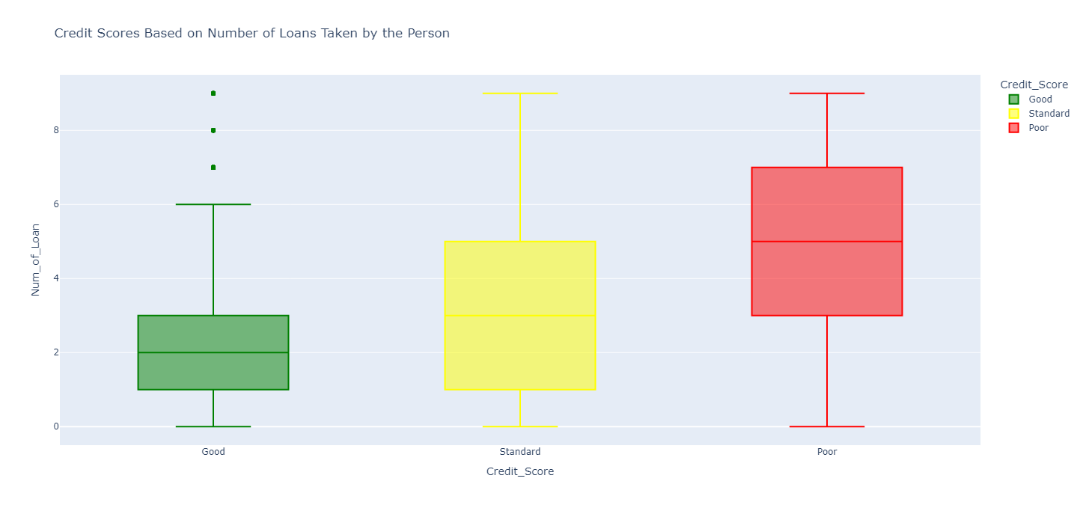 Credit Scores Based on Number of Loans Taken by the Person
Credit_Score
Good
Standard
Poor
8
6
4
2
0
Num_of_Loan
Good
Standard
Poor
Credit_Score